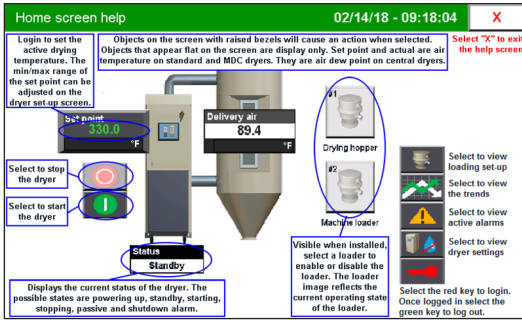 Home screen help
02/14/18 - 09:18:04
X
Login to set the
active drying
temperature. The
min/max range of
the set point can be
adjusted on the
dryer set-up screen.
Objects on the screen with raised bezels will cause an action when selected.
Objects that appear flat on the screen are display only. Set point and actual are air
temperature on standard and MDC dryers. They are air dew point on central dryers.
Select "X" to exit
the help screen
Set point
330.0
°F
Delivery air
89.4
°F
#1
Drying hopper
#2
Machine loader
Select to stop
the dryer
Select to start
the dryer
Status
Standby
Displays the current status of the dryer. The
possible states are powering up, standby, starting,
stopping, passive and shutdown alarm.
Visible when installed,
select a loader to
enable or disable the
loader. The loader
image reflects the
current operating state
of the loader.
Select to view
loading set-up
Select to view
the trends
Select to view
active alarms
Select to view
dryer settings
Select the red key to login.
Once logged in select the
green key to log out.